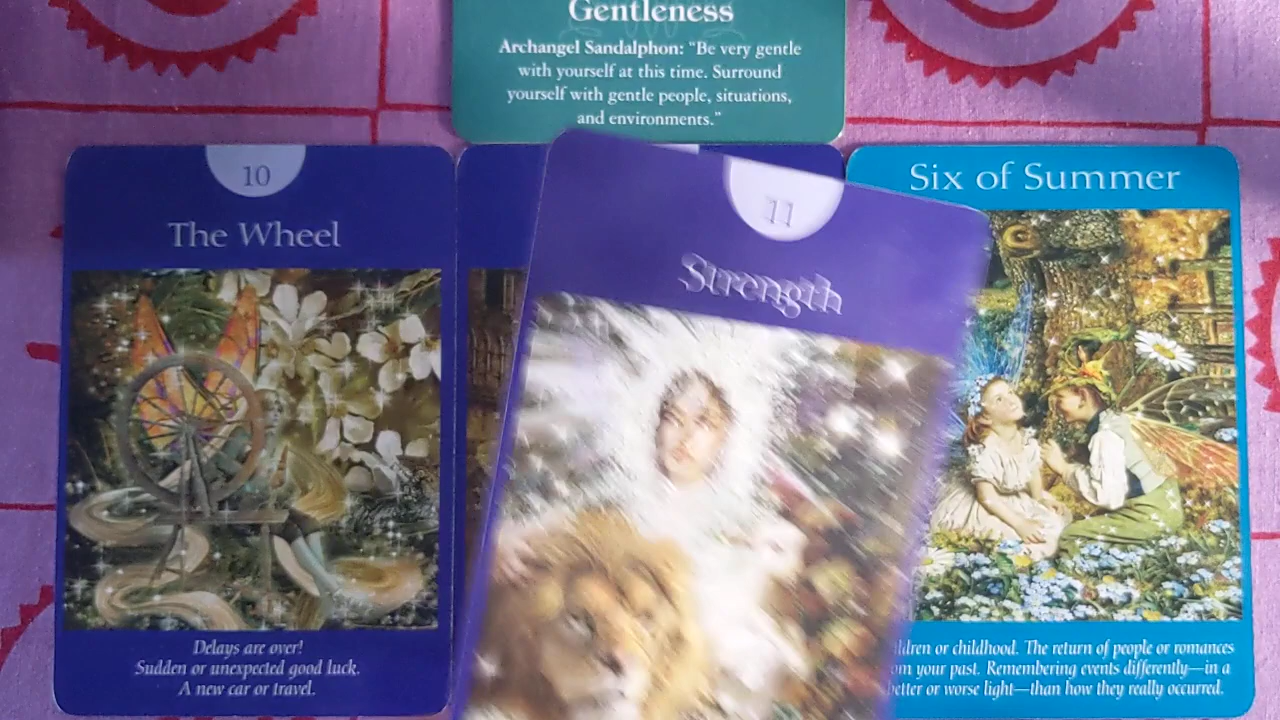 Gentleness
Archangel Sandalphon: "Be very gentle
with yourself at this time. Surround
yourself with gentle people, situations,
and environments."
10
The Wheel
Delays are over!
Sudden or unexpected good luck.
A new car or travel.
11
Strength
Six of Summer
or childhood. The return of people or romances
your past. Remembering events differently—in a
or worse light—than how they really occurred.